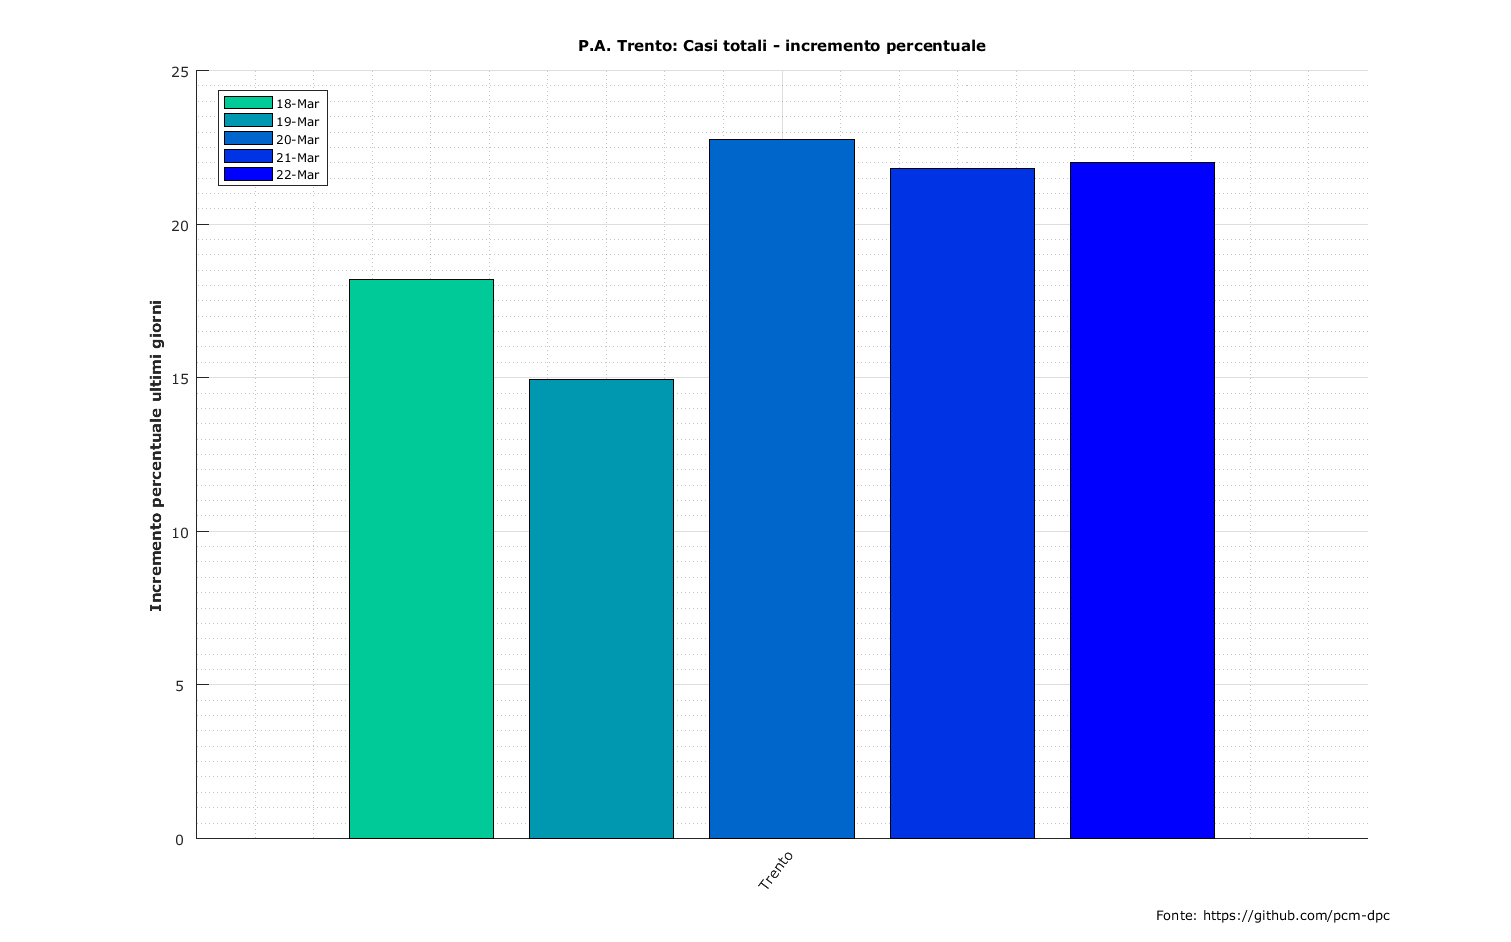 P.A. Trento: Casi totali - incremento percentuale
25
20
15
10
5
0
Incremento percentuale ultimi giorni
18-Mar
19-Mar
20-Mar
21-Mar
22-Mar
Trento
Fonte: https://github.com/pcm-dpc